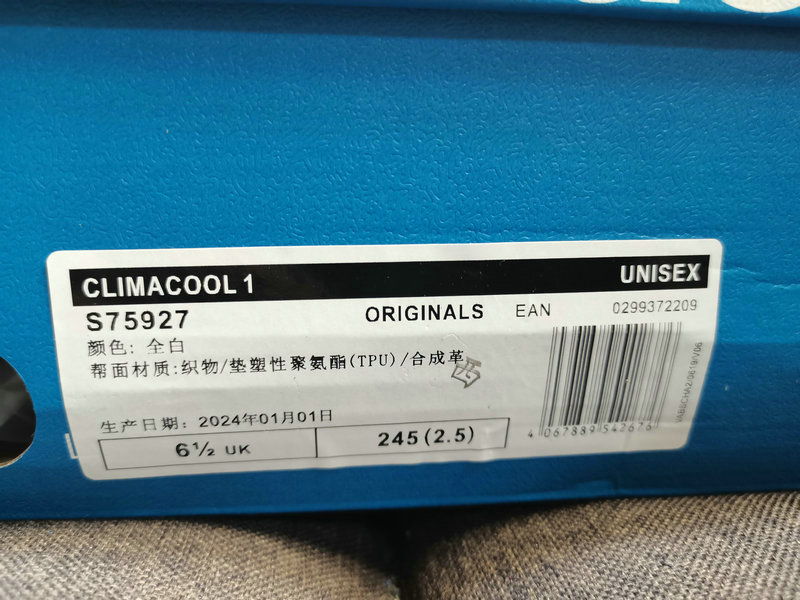 CLIMACOOL 1 UNISEX
S75927 ORIGINALS EAN 0299372209
颜色: 全白
帮面材质:织物/垫塑性聚氨酯(TPU)/合成革
西
生产日期: 2024年01月01日
6½ UK 245(2.5)
4 067889 542676